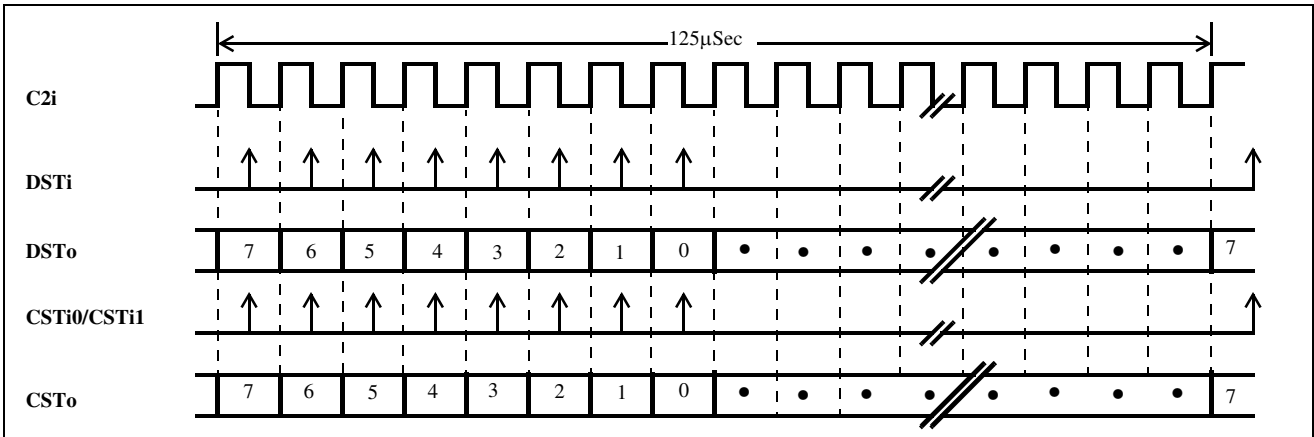 125µSec
C2i
DSTi
DSTo 7 6 5 4 3 2 1 0 • • • • • • • • 7
CSTi0/CSTi1
CSTo 7 6 5 4 3 2 1 0 • • • • • • • • 7